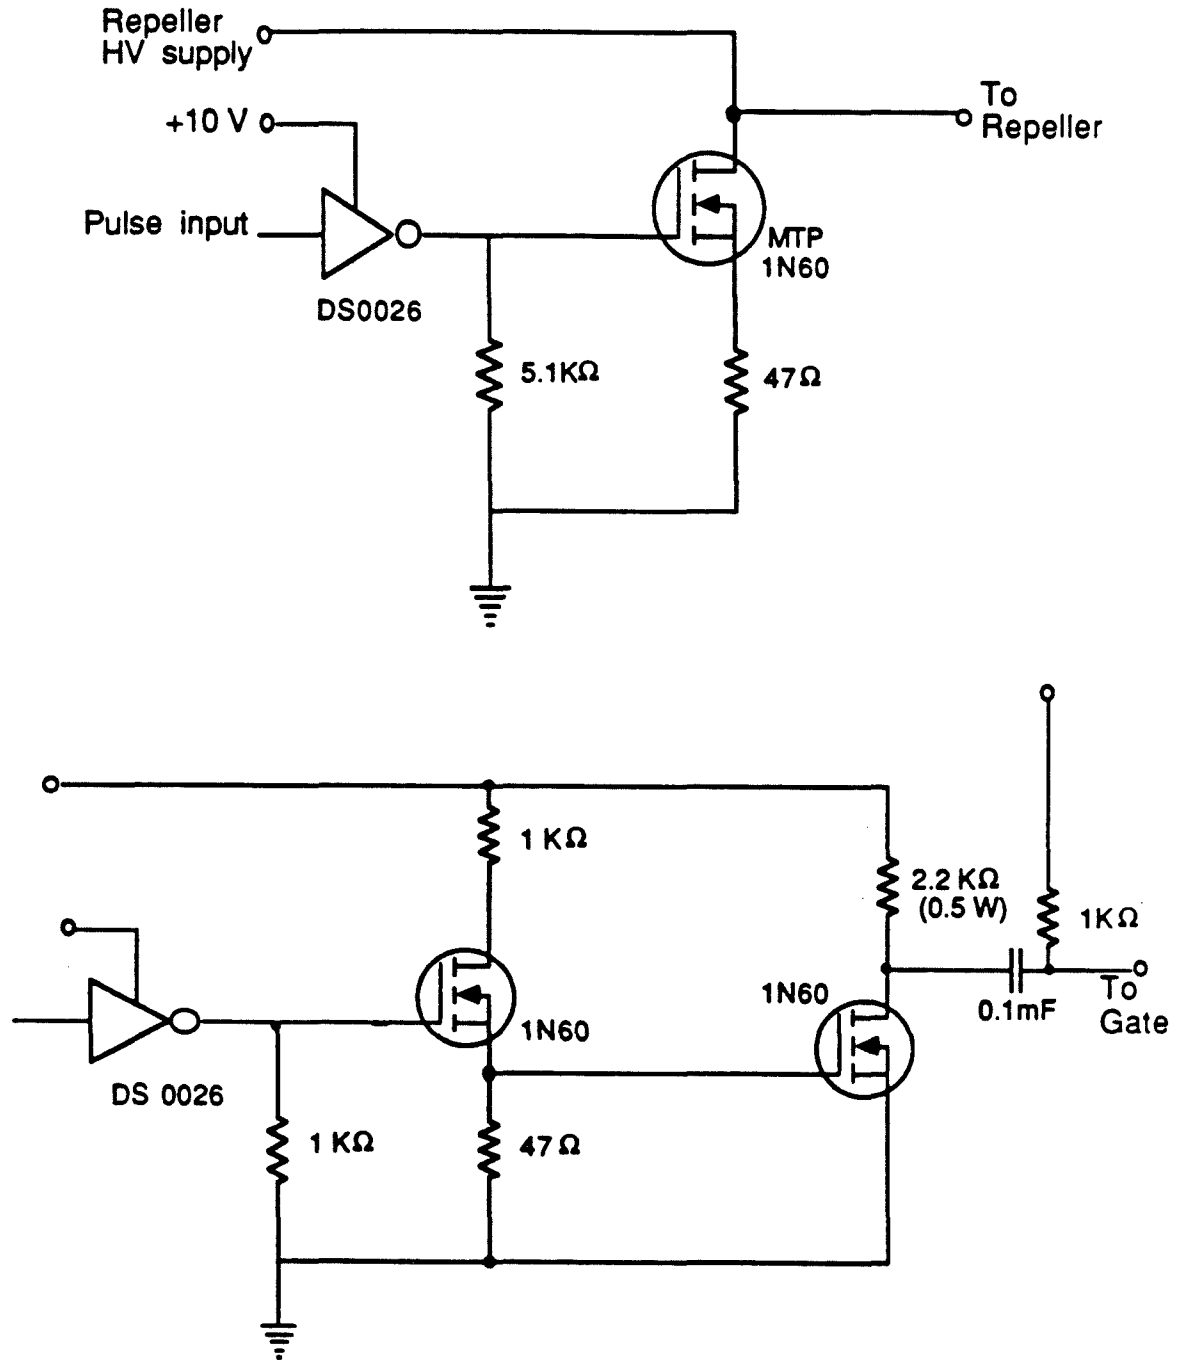 Repeller
HV supply
+10 V
To
Repeller
Pulse input
MTP
1N60
DS0026
5.1KΩ
47Ω
1 KΩ
2.2 KΩ
(0.5 W)
1KΩ
1N60
0.1mF
To
Gate
1N60
DS 0026
1 KΩ
47 Ω